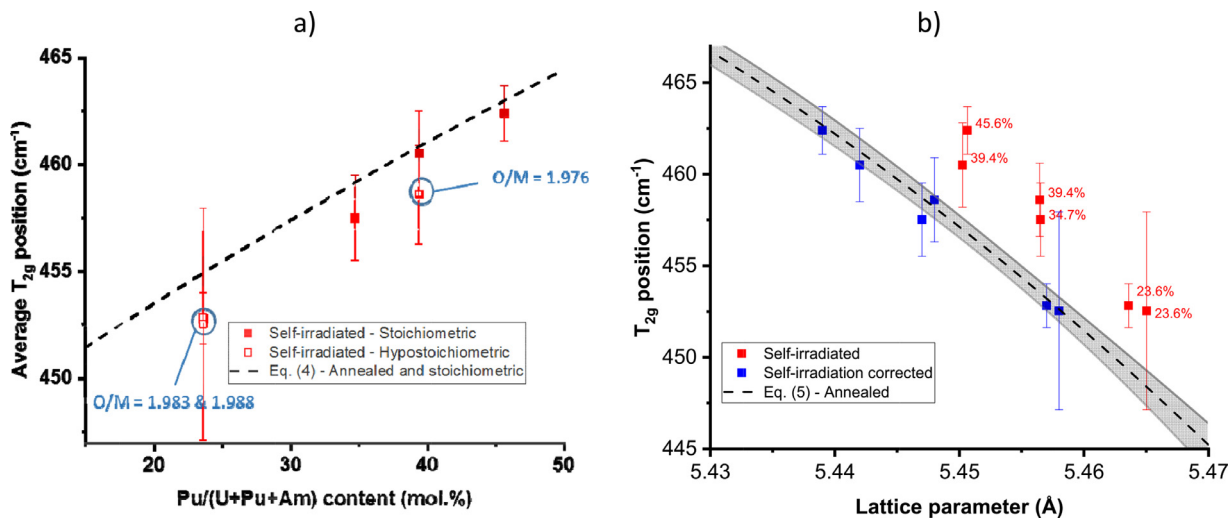 a)
Average T2g position (cm-1)
465
460
455
450
20
30
40
50
Pu/(U+Pu+Am) content (mol.%)
O/M = 1.976
O/M = 1.983 & 1.988
Self-irradiated - Stoichiometric
Self-irradiated - Hypostoichiometric
Eq. (4) - Annealed and stoichiometric
b)
T2g position (cm-1)
465
460
455
450
445
5.43
5.44
5.45
5.46
5.47
Lattice parameter (Å)
45.6%
39.4%
39.4%
34.7%
23.6%
23.6%
Self-irradiated
Self-irradiation corrected
Eq. (5) - Annealed